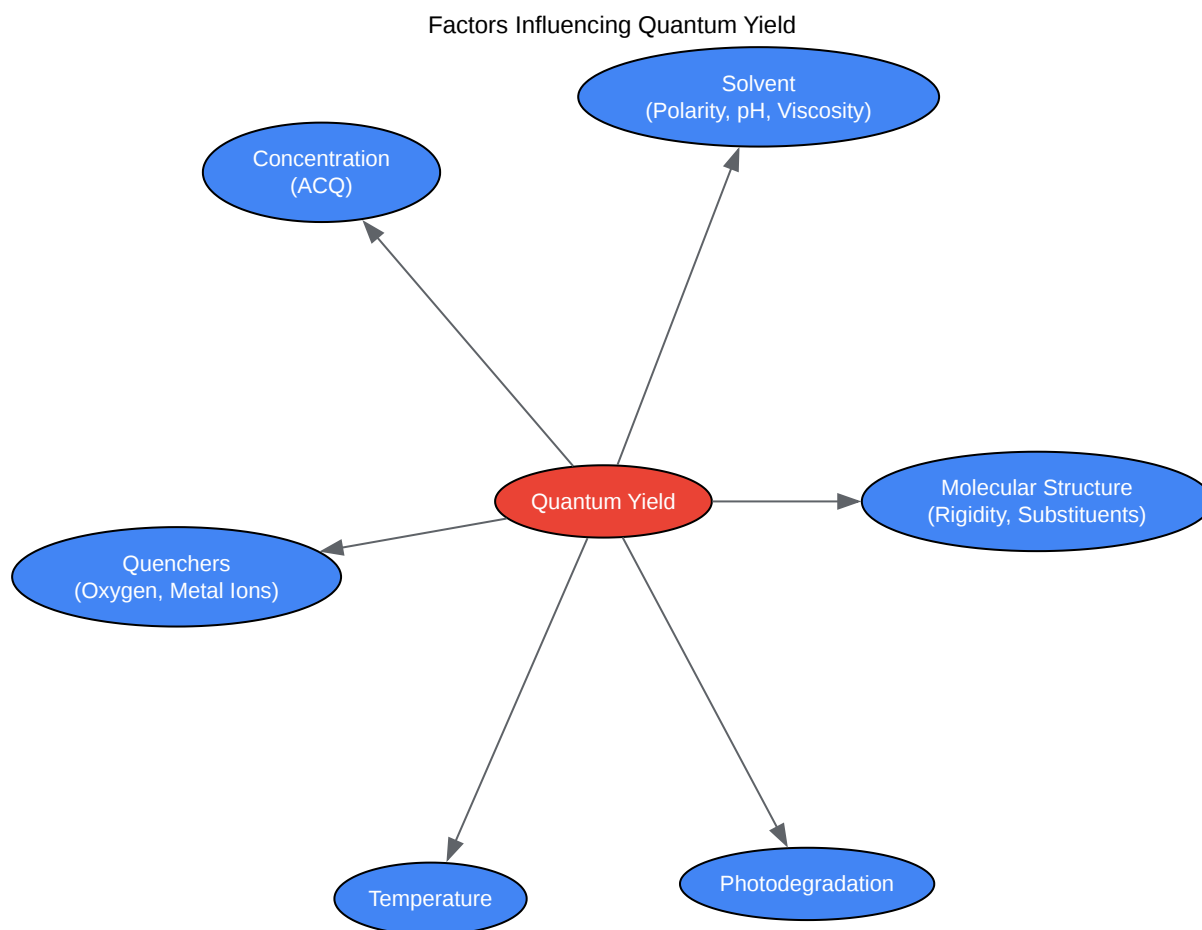 Factors Influencing Quantum Yield
Solvent
(Polarity, pH, Viscosity)
Concentration
(ACQ)
Quantum Yield
Molecular Structure
(Rigidity, Substituents)
Quenchers
(Oxygen, Metal Ions)
Temperature
Photodegradation